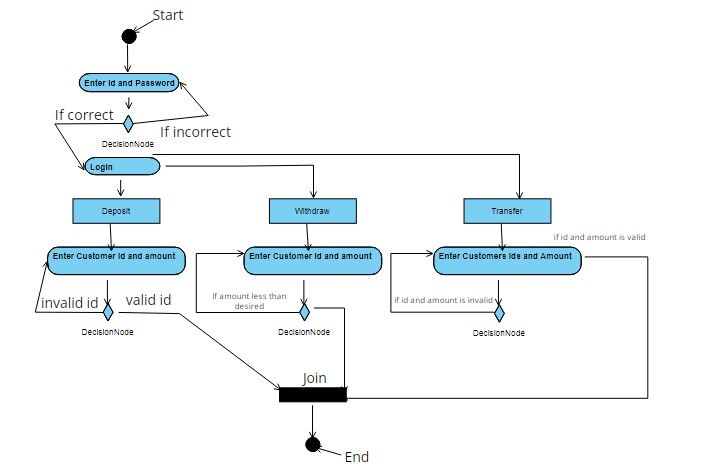 Start
Enter Id and Password
If correct
If incorrect
DecisionNode
Login
Deposit
Withdraw
Transfer
if id and amount is valid
Enter Customer Id and amount
Enter Customer Id and amount
Enter Customers Ids and Amount
invalid id
valid id
If amount less than
desired
if id and amount is invalid
DecisionNode
DecisionNode
DecisionNode
Join
End